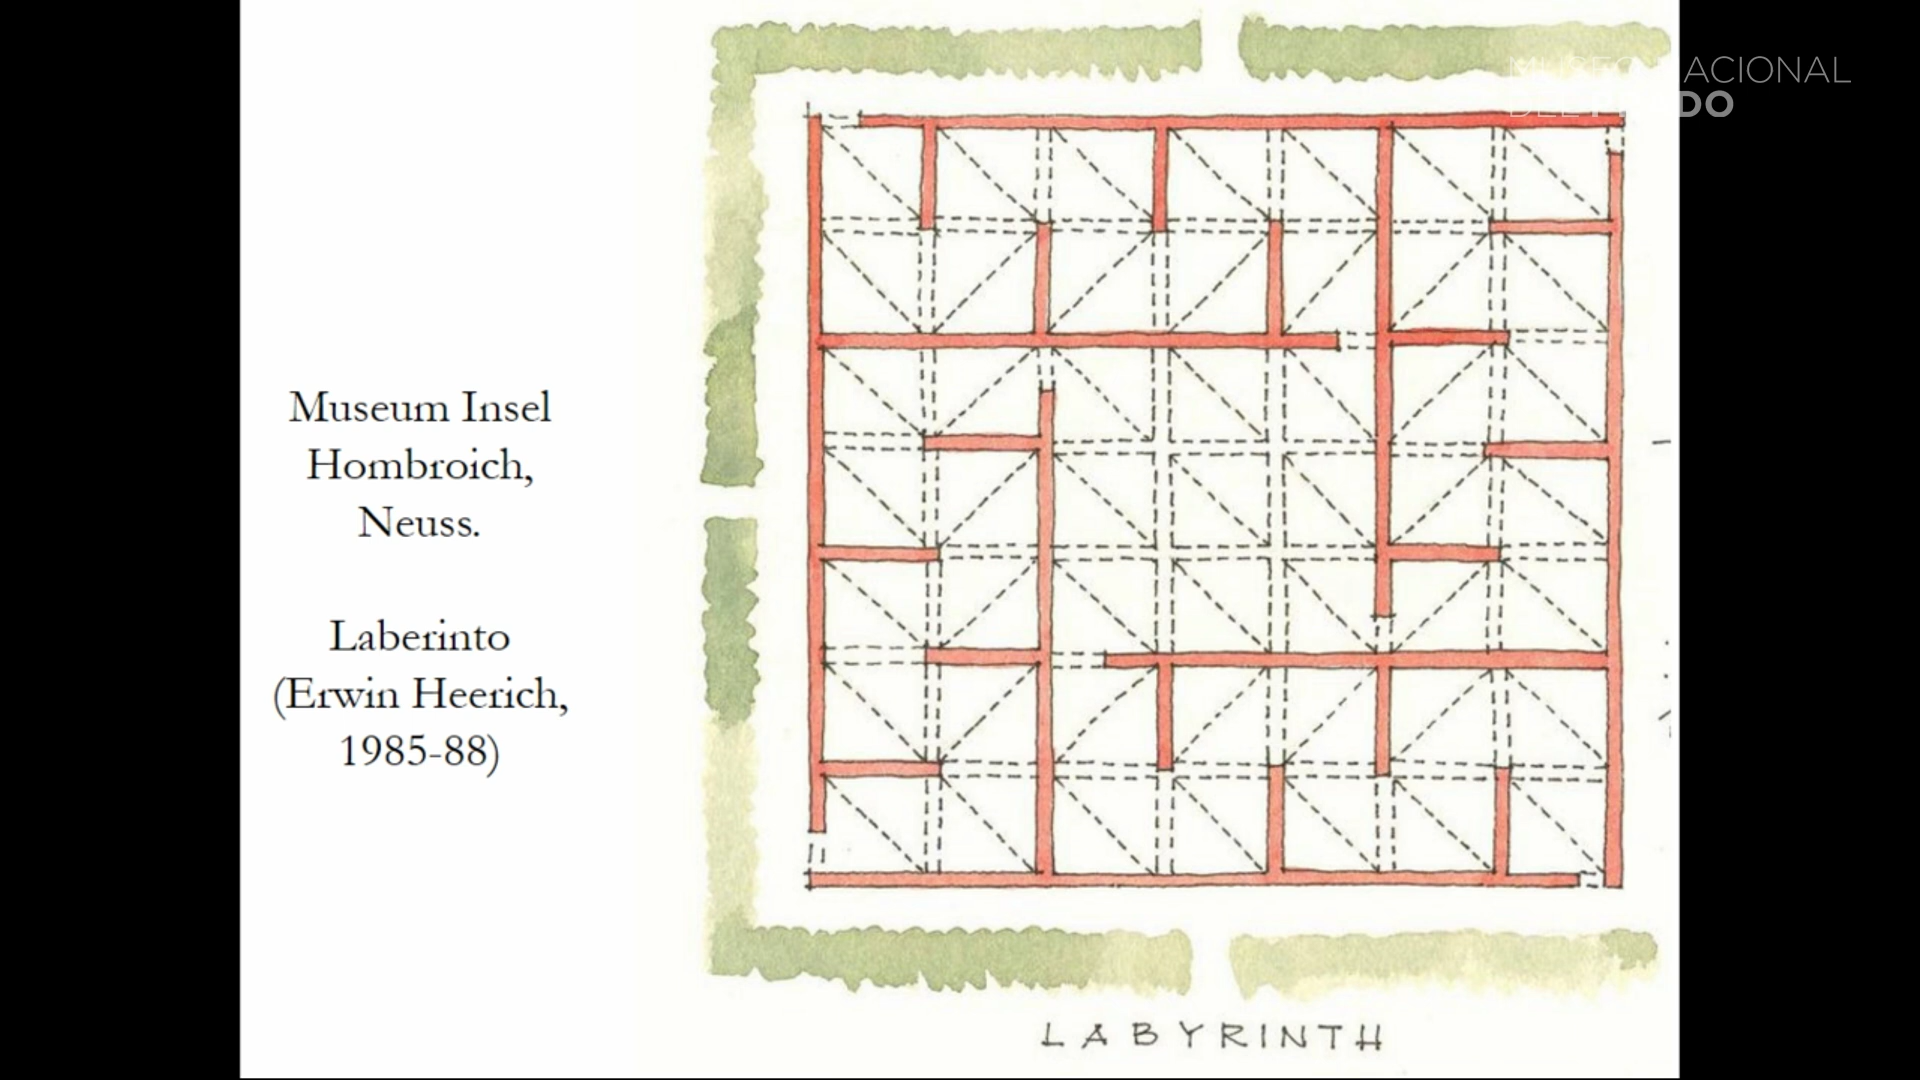 Museum Insel
Hombroich,
Neuss.
Laberinto
(Erwin Heerich,
1985-88)
LABYRINTH